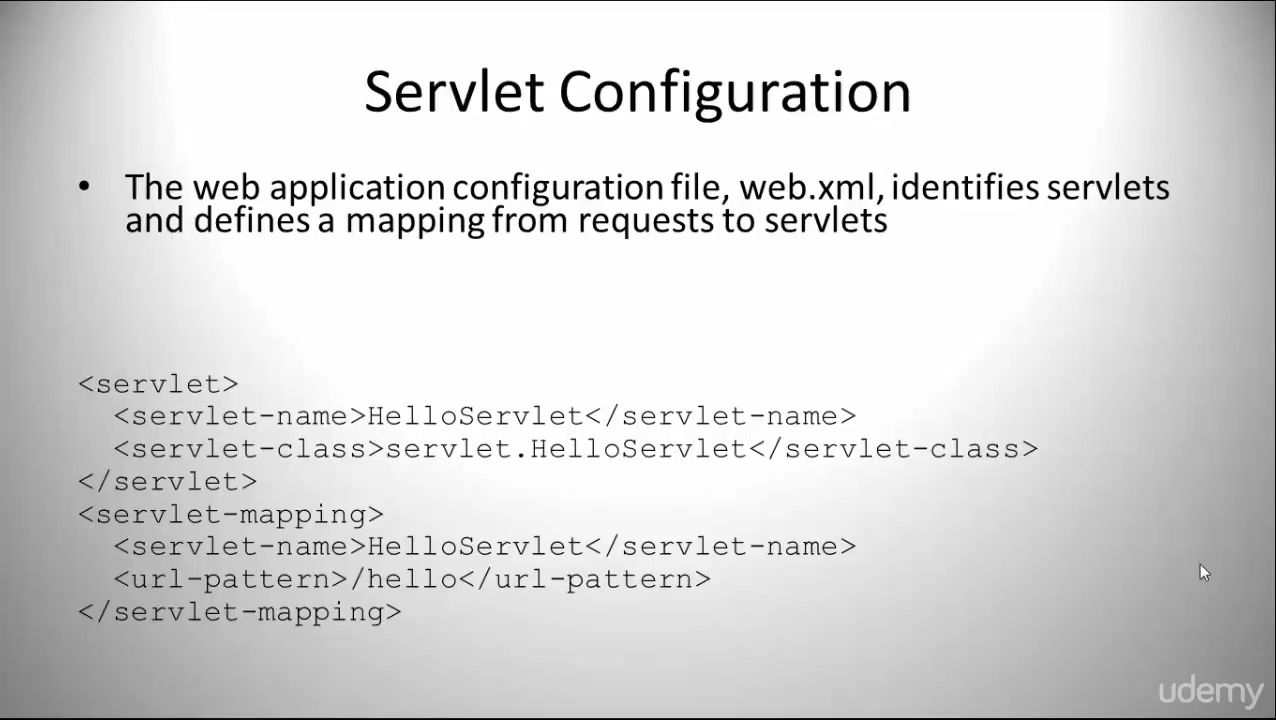 Servlet Configuration
• The web application configuration file, web.xml, identifies servlets
and defines a mapping from requests to servlets
<servlet>
  <servlet-name>HelloServlet</servlet-name>
  <servlet-class>servlet.HelloServlet</servlet-class>
</servlet>
<servlet-mapping>
  <servlet-name>HelloServlet</servlet-name>
  <url-pattern>/hello</url-pattern>
</servlet-mapping>
udemy